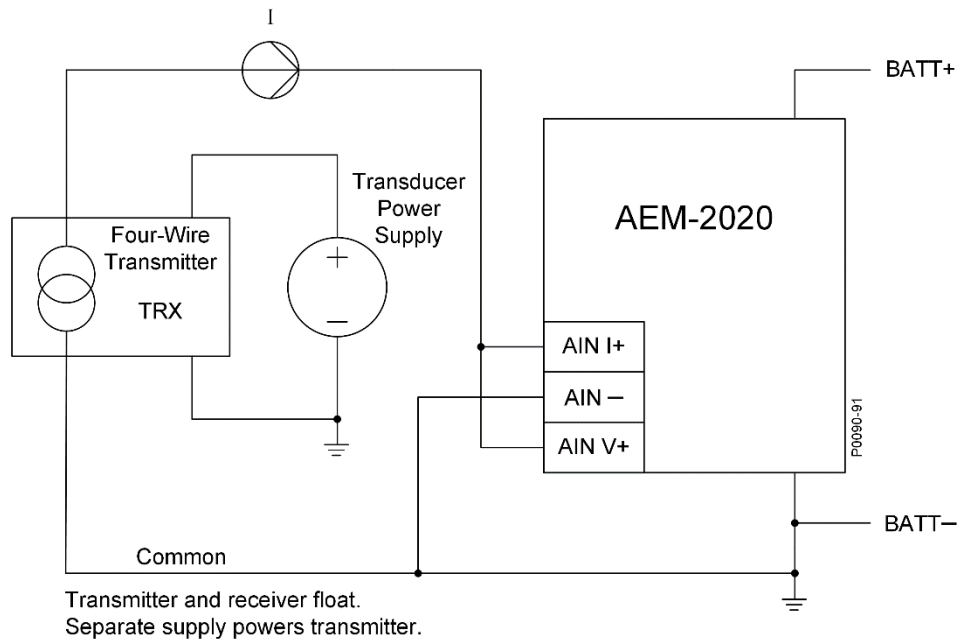 I
BATT+
Transducer
Power
Supply
Four-Wire
Transmitter
TRX
+
−
AEM-2020
AIN I+
AIN −
AIN V+
P0090-91
BATT−
Common
Transmitter and receiver float.
Separate supply powers transmitter.